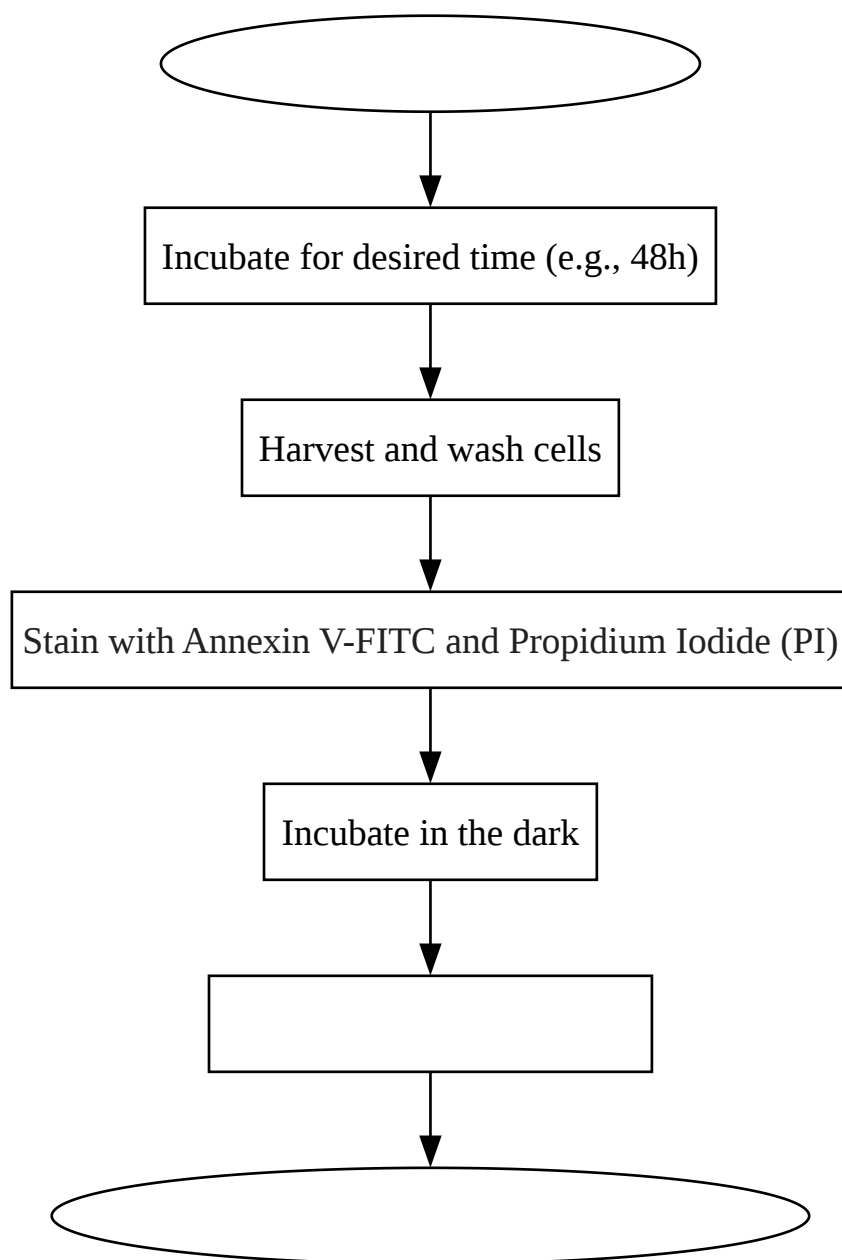 Incubate for desired time (e.g., 48h)
Harvest and wash cells
Stain with Annexin V-FITC and Propidium Iodide (PI)
Incubate in the dark